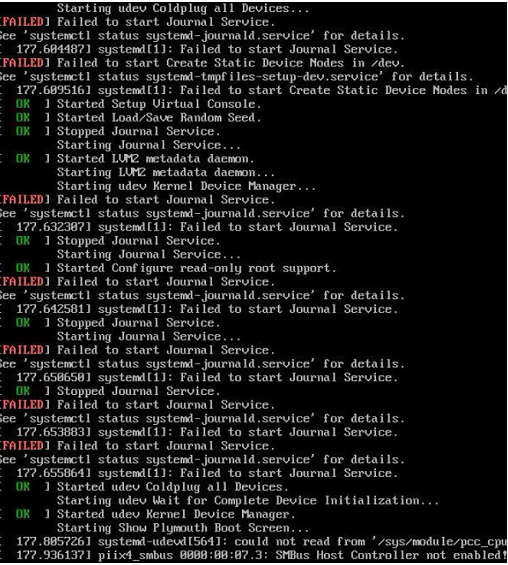 Starting udev Coldplug all Devices...
[FAILED] Failed to start Journal Service.
See 'systemctl status systemd-journald.service' for details.
[ 177.604487] systemd[1]: Failed to start Journal Service.
[FAILED] Failed to start Create Static Device Nodes in /dev.
See 'systemctl status systemd-tmpfiles-setup-dev.service' for details.
[ 177.609516] systemd[1]: Failed to start Create Static Device Nodes in /d
[ OK ] Started Setup Virtual Console.
[ OK ] Started Load/Save Random Seed.
[ OK ] Stopped Journal Service.
Starting Journal Service...
[ OK ] Started LVM2 metadata daemon.
Starting LVM2 metadata daemon...
Starting udev Kernel Device Manager...
[FAILED] Failed to start Journal Service.
See 'systemctl status systemd-journald.service' for details.
[ 177.632307] systemd[1]: Failed to start Journal Service.
[ OK ] Stopped Journal Service.
Starting Journal Service...
[ OK ] Started Configure read-only root support.
[FAILED] Failed to start Journal Service.
See 'systemctl status systemd-journald.service' for details.
[ 177.642581] systemd[1]: Failed to start Journal Service.
[ OK ] Stopped Journal Service.
Starting Journal Service...
[FAILED] Failed to start Journal Service.
See 'systemctl status systemd-journald.service' for details.
[ 177.650650] systemd[1]: Failed to start Journal Service.
[ OK ] Stopped Journal Service.
[FAILED] Failed to start Journal Service.
See 'systemctl status systemd-journald.service' for details.
[ 177.653883] systemd[1]: Failed to start Journal Service.
[FAILED] Failed to start Journal Service.
See 'systemctl status systemd-journald.service' for details.
[ 177.655864] systemd[1]: Failed to start Journal Service.
[ OK ] Started udev Coldplug all Devices.
Starting udev Wait for Complete Device Initialization...
[ OK ] Started udev Kernel Device Manager.
Starting Show Plymouth Boot Screen...
[ 177.805726] systemd-udevd[564]: could not read from '/sys/module/pcc_cpu
[ 177.936137] piix4_smbus 0000:00:07.3: SMBus Host Controller not enabled!